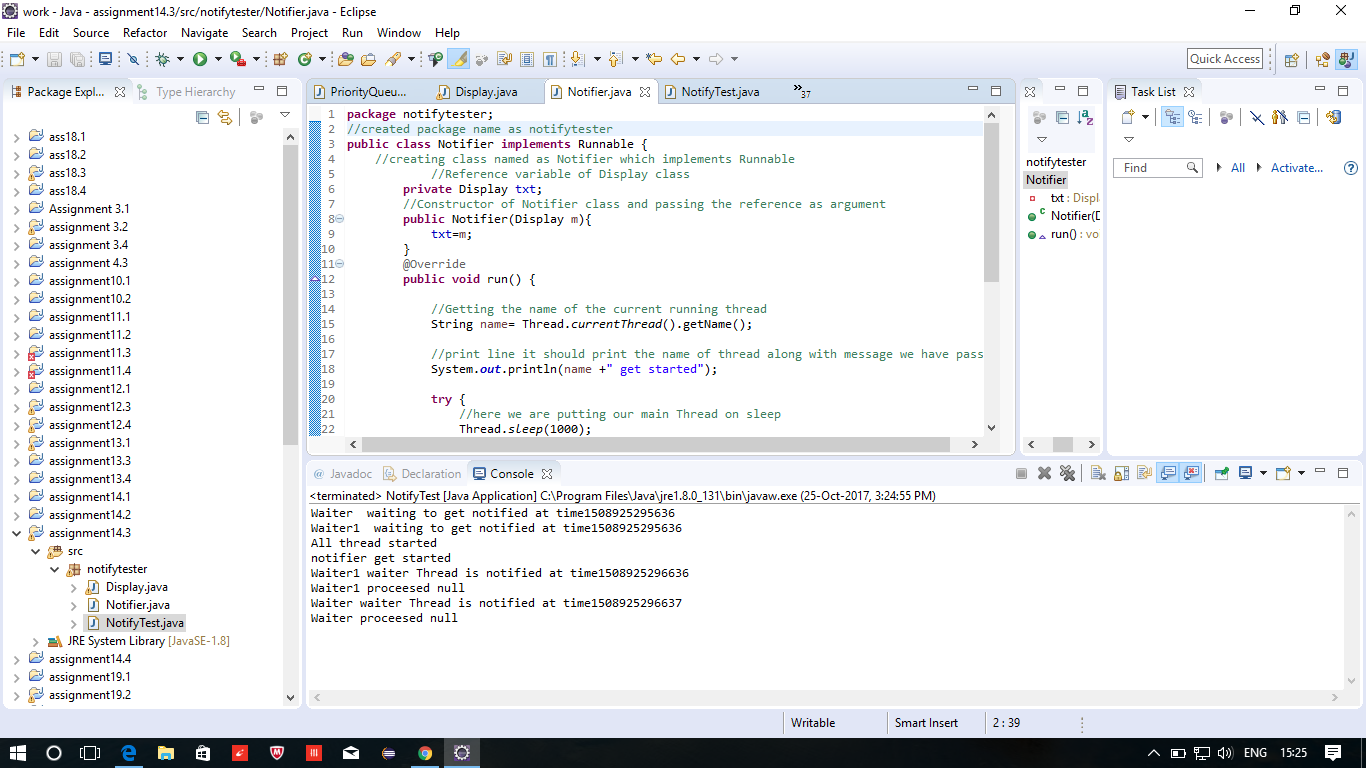 work - Java - assignment14.3/src/notifytester/Notifier.java - Eclipse
File Edit Source Refactor Navigate Search Project Run Window Help
Quick Access
Package Expl... Type Hierarchy
ass18.1
ass18.2
ass18.3
ass18.4
Assignment 3.1
assignment 3.2
assignment 3.4
assignment 4.3
assignment10.1
assignment10.2
assignment11.1
assignment11.2
assignment11.3
assignment11.4
assignment12.1
assignment12.3
assignment12.4
assignment13.1
assignment13.3
assignment13.4
assignment14.1
assignment14.2
assignment14.3
src
notifytester
Display.java
Notifier.java
NotifyTest.java
JRE System Library [JavaSE-1.8]
assignment14.4
assignment19.1
assignment19.2
PriorityQueu... Display.java Notifier.java NotifyTest.java »37
1 package notifytester;
2 //created package name as notifytester
3 public class Notifier implements Runnable {
4 //creating class named as Notifier which implements Runnable
5 //Reference variable of Display class
6 private Display txt;
7 //Constructor of Notifier class and passing the reference as argument
8 public Notifier(Display m){
9 txt=m;
10 }
11 @Override
12 public void run() {
13
14 //Getting the name of the current running thread
15 String name= Thread.currentThread().getName();
16
17 //print line it should print the name of thread along with message we have pass
18 System.out.println(name +" get started");
19
20 try {
21 //here we are putting our main Thread on sleep
22 Thread.sleep(1000);
notifytester
Notifier
txt : Displ
Notifier(D
run() : vo
Task List
Find All Activate...
@ Javadoc Declaration Console
<terminated> NotifyTest [Java Application] C:\Program Files\Java\jre1.8.0_131\bin\javaw.exe (25-Oct-2017, 3:24:55 PM)
Waiter  waiting to get notified at time1508925295636
Waiter1  waiting to get notified at time1508925295636
All thread started
notifier get started
Waiter1 waiter Thread is notified at time1508925296636
Waiter1 proceesed null
Waiter waiter Thread is notified at time1508925296637
Waiter proceesed null
Writable Smart Insert 2 : 39
ENG 15:25